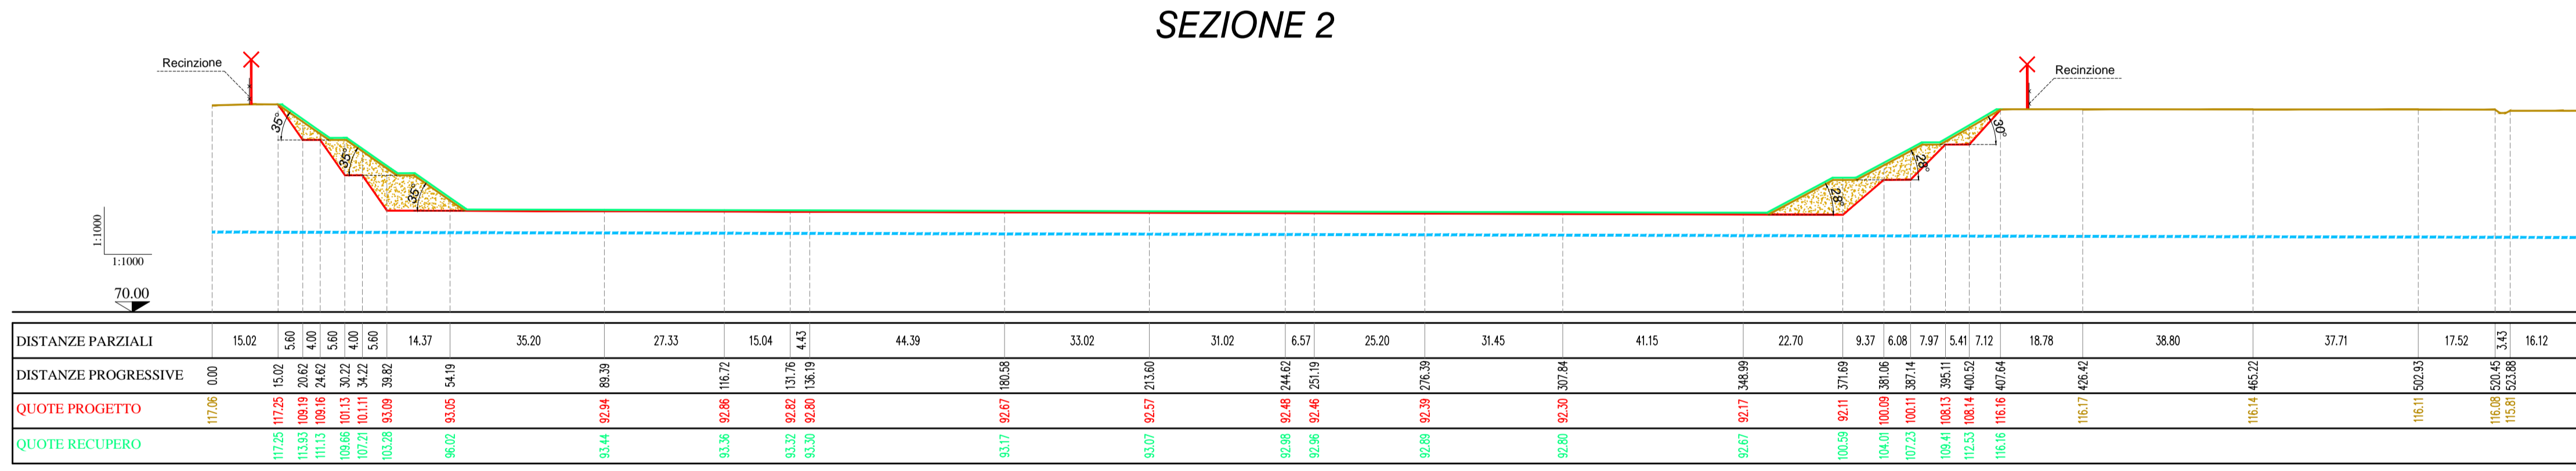 SEZIONE 2
Recinzione
Recinzione
35°
35°
35°
30°
28°
28°
1:1000
1:1000
70.00
DISTANZE PARZIALI 15.02 5.60 4.00 5.60 4.00 5.60 14.37 35.20 27.33 15.04 4.43 44.39 33.02 31.02 6.57 25.20 31.45 41.15 22.70 9.37 6.08 7.97 5.41 7.12 18.78 38.80 37.71 17.52 3.43 16.12
DISTANZE PROGRESSIVE 0.00 15.02 20.62 24.62 30.22 34.22 39.82 54.19 89.39 116.72 131.76 136.19 180.58 213.60 244.62 251.19 276.39 307.84 348.99 371.69 381.06 387.14 395.11 400.52 407.64 426.42 465.22 502.93 520.45 523.88
QUOTE PROGETTO 117.06 117.25 109.19 109.16 101.13 10.1.11 93.09 93.05 92.94 92.86 92.82 92.80 92.67 92.57 92.48 92.46 92.39 92.30 92.17 92.11 100.09 100.11 108.13 108.14 116.16 116.17 116.14 116.11 116.08 115.81
QUOTE RECUPERO 117.25 113.93 111.13 109.66 107.21 103.28 96.02 93.44 93.36 93.32 93.30 93.17 93.07 92.98 92.96 92.89 92.80 92.67 100.59 104.01 107.23 109.41 112.53 116.16